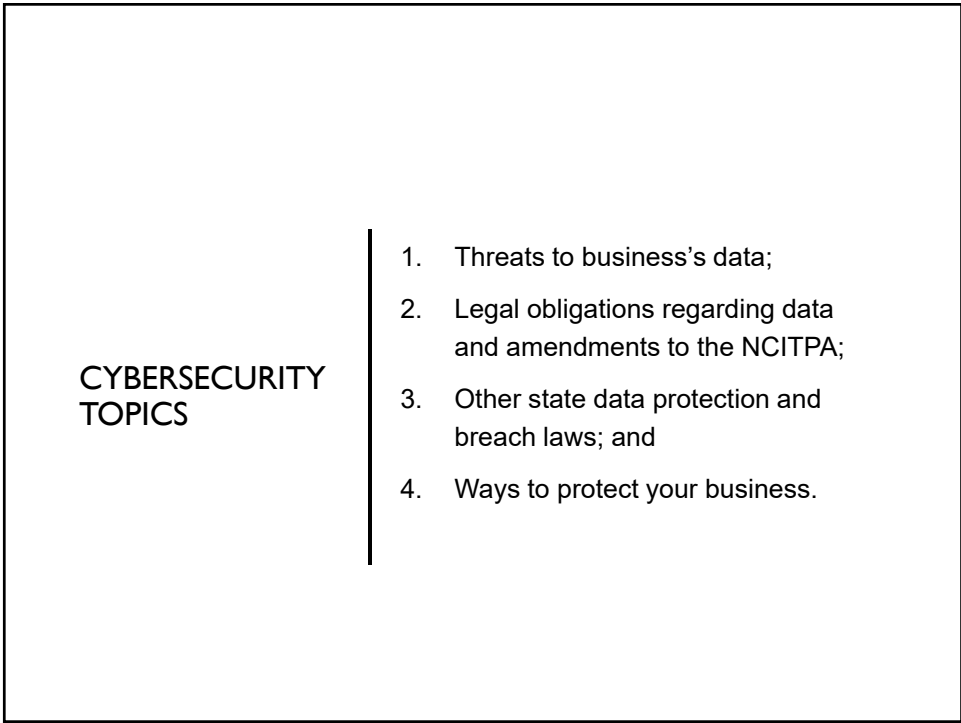 CYBERSECURITY
TOPICS
1. Threats to business’s data;
2. Legal obligations regarding data
and amendments to the NCITPA;
3. Other state data protection and
breach laws; and
4. Ways to protect your business.